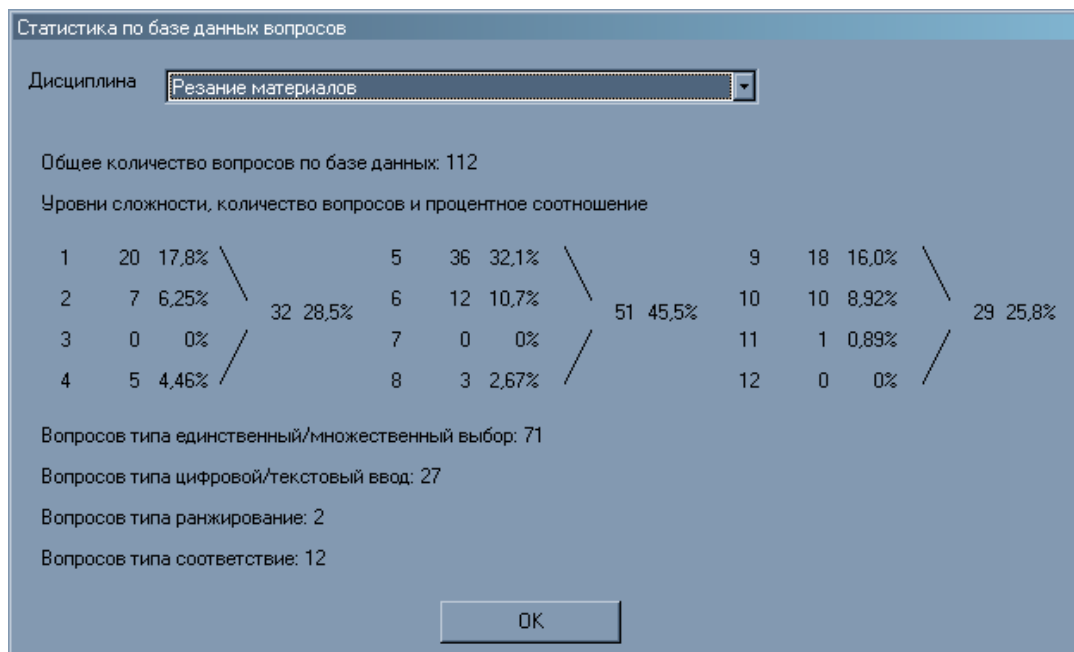 Статистика по базе данных вопросов
Дисциплина Резание материалов
Общее количество вопросов по базе данных: 112
Уровни сложности, количество вопросов и процентное соотношение
1 20 17,8% 5 36 32,1% 9 18 16,0%
2 7 6,25% 6 12 10,7% 10 10 8,92%
32 28,5% 51 45,5% 29 25,8%
3 0 0% 7 0 0% 11 1 0,89%
4 5 4,46% 8 3 2,67% 12 0 0%
Вопросов типа единственный/множественный выбор: 71
Вопросов типа цифровой/текстовый ввод: 27
Вопросов типа ранжирование: 2
Вопросов типа соответствие: 12
OK